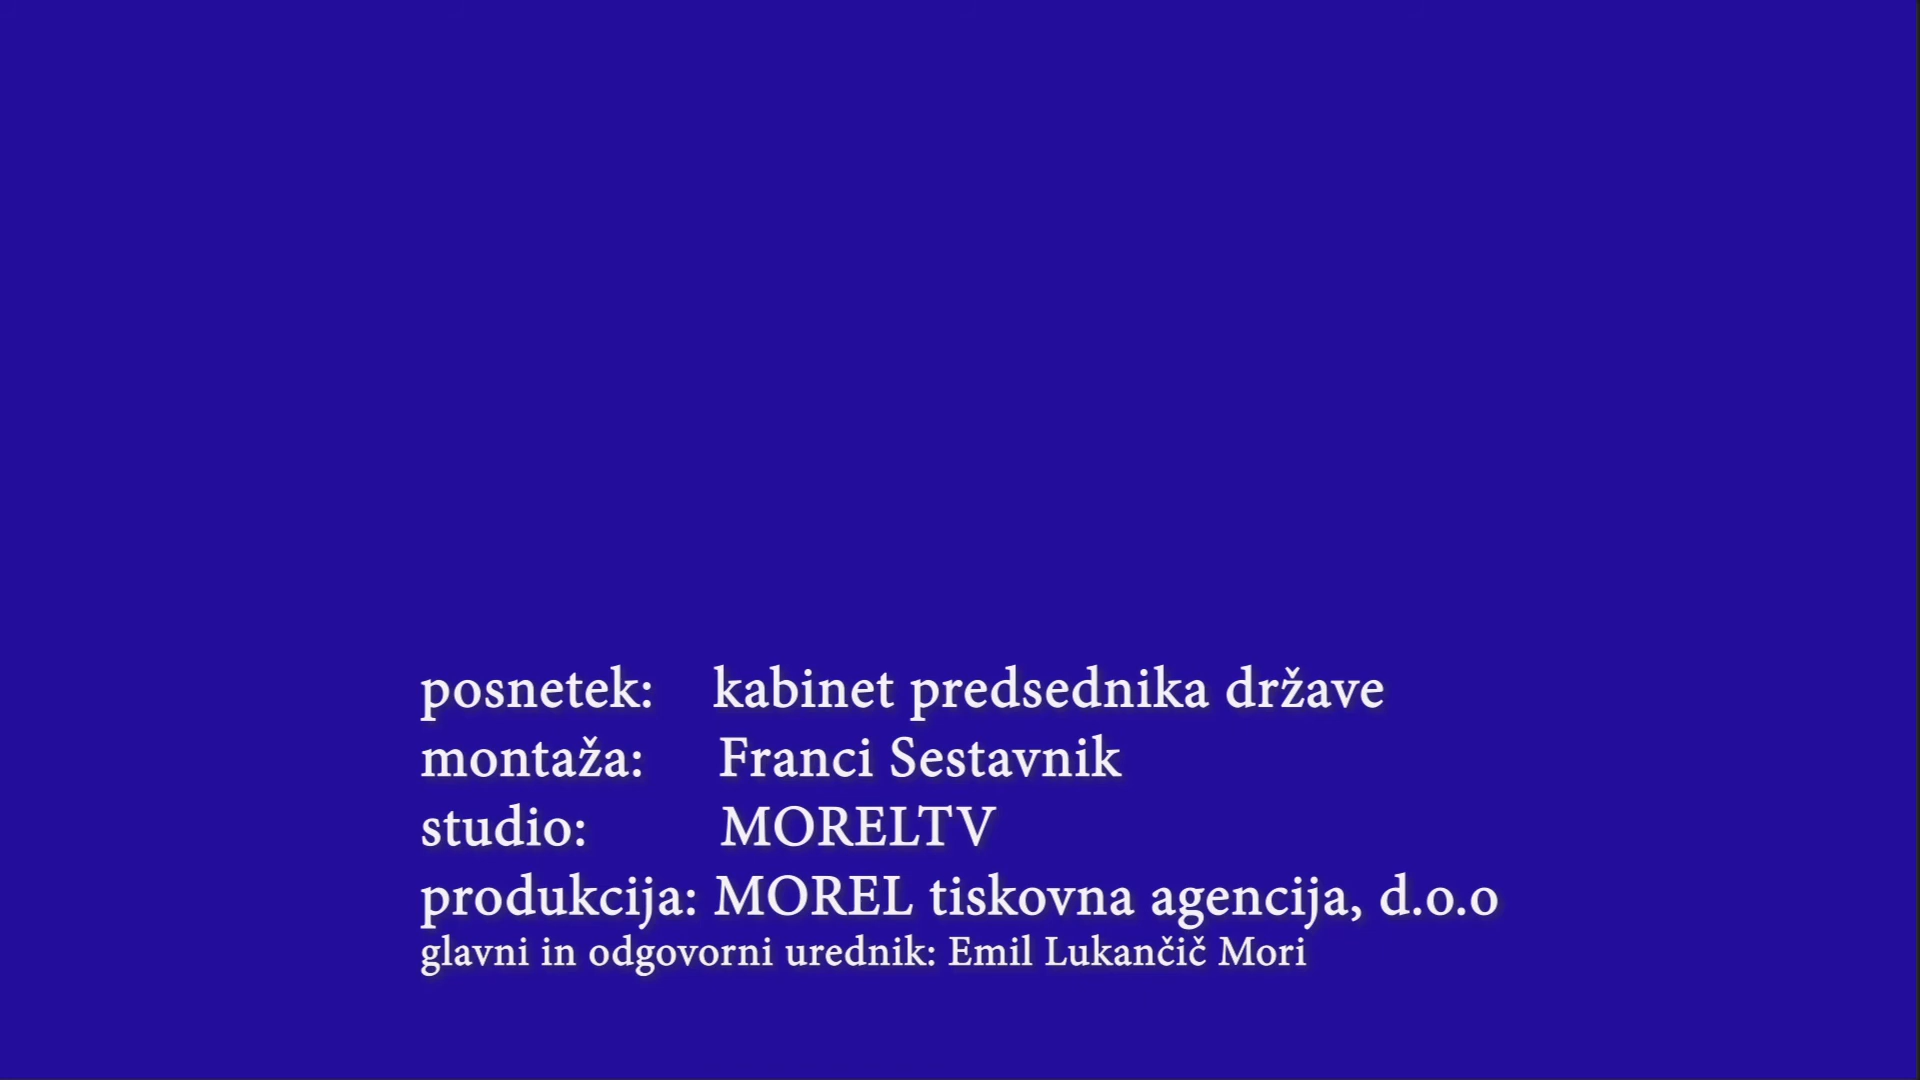 posnetek: kabinet predsednika države
montaža: Franci Sestavnik
studio: MORELTV
produkcija: MOREL tiskovna agencija, d.o.o
glavni in odgovorni urednik: Emil Lukančič Mori